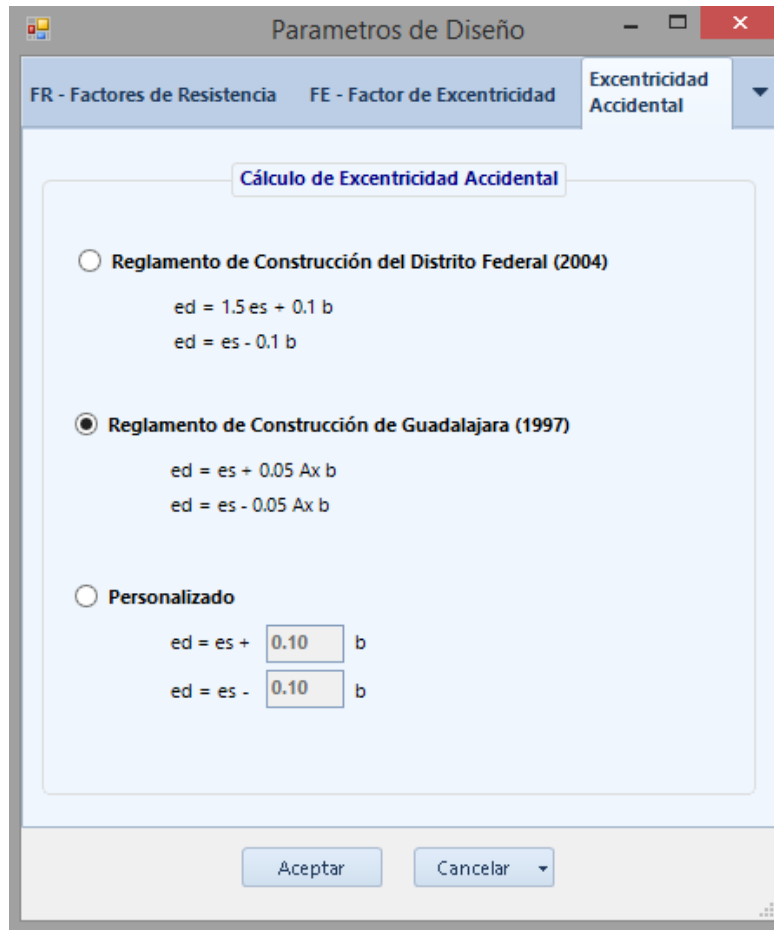 Parametros de Diseño
FR - Factores de Resistencia
FE - Factor de Excentricidad
Excentricidad
Accidental
Cálculo de Excentricidad Accidental
Reglamento de Construcción del Distrito Federal (2004)
ed = 1.5 es + 0.1 b
ed = es - 0.1 b
Reglamento de Construcción de Guadalajara (1997)
ed = es + 0.05 Ax b
ed = es - 0.05 Ax b
Personalizado
ed = es + 0.10 b
ed = es - 0.10 b
Aceptar
Cancelar